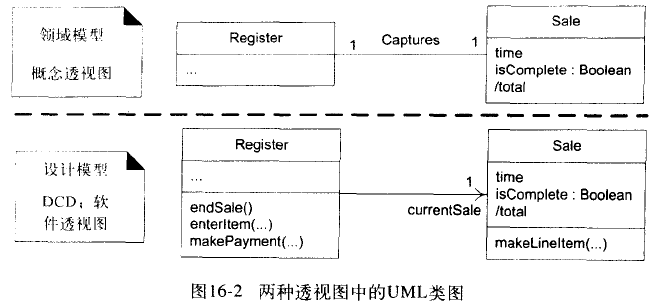 领域模型
概念透视图
Register
...
1
Captures
1
Sale
time
isComplete : Boolean
/total
设计模型
DCD；软
件透视图
Register
...
endSale()
enterItem(...)
makePayment(...)
1
currentSale
Sale
time
isComplete : Boolean
/total
makeLineItem(...)
图16-2 两种透视图中的UML类图